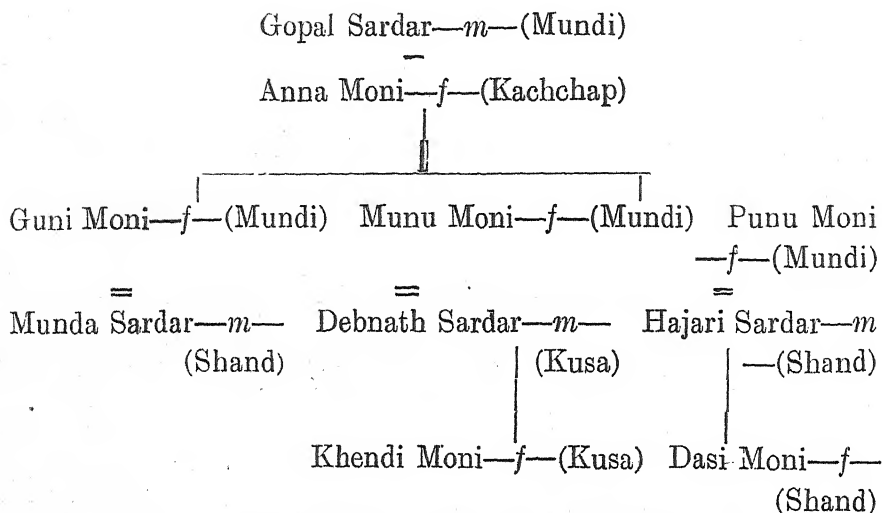 Gopal Sardar—m—(Mundi)
=
Anna Moni—f—(Kachchap)
Guni Moni—f—(Mundi) Munu Moni—f—(Mundi) Punu Moni
—f—(Mundi)
= = =
Munda Sardar—m— Debnath Sardar—m— Hajari Sardar—m
(Shand) (Kusa) —(Shand)
Khendi Moni—f—(Kusa) Dasi Moni—f—
(Shand)